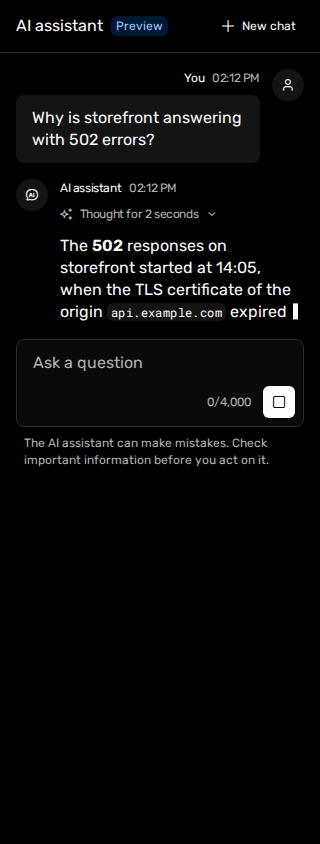 AI assistant Preview New chat
You 02:12 PM
Why is storefront answering
with 502 errors?
AI assistant 02:12 PM
Thought for 2 seconds
The 502 responses on
storefront started at 14:05,
when the TLS certificate of the
origin api.example.com expired
Ask a question
0/4,000
The AI assistant can make mistakes. Check
important information before you act on it.